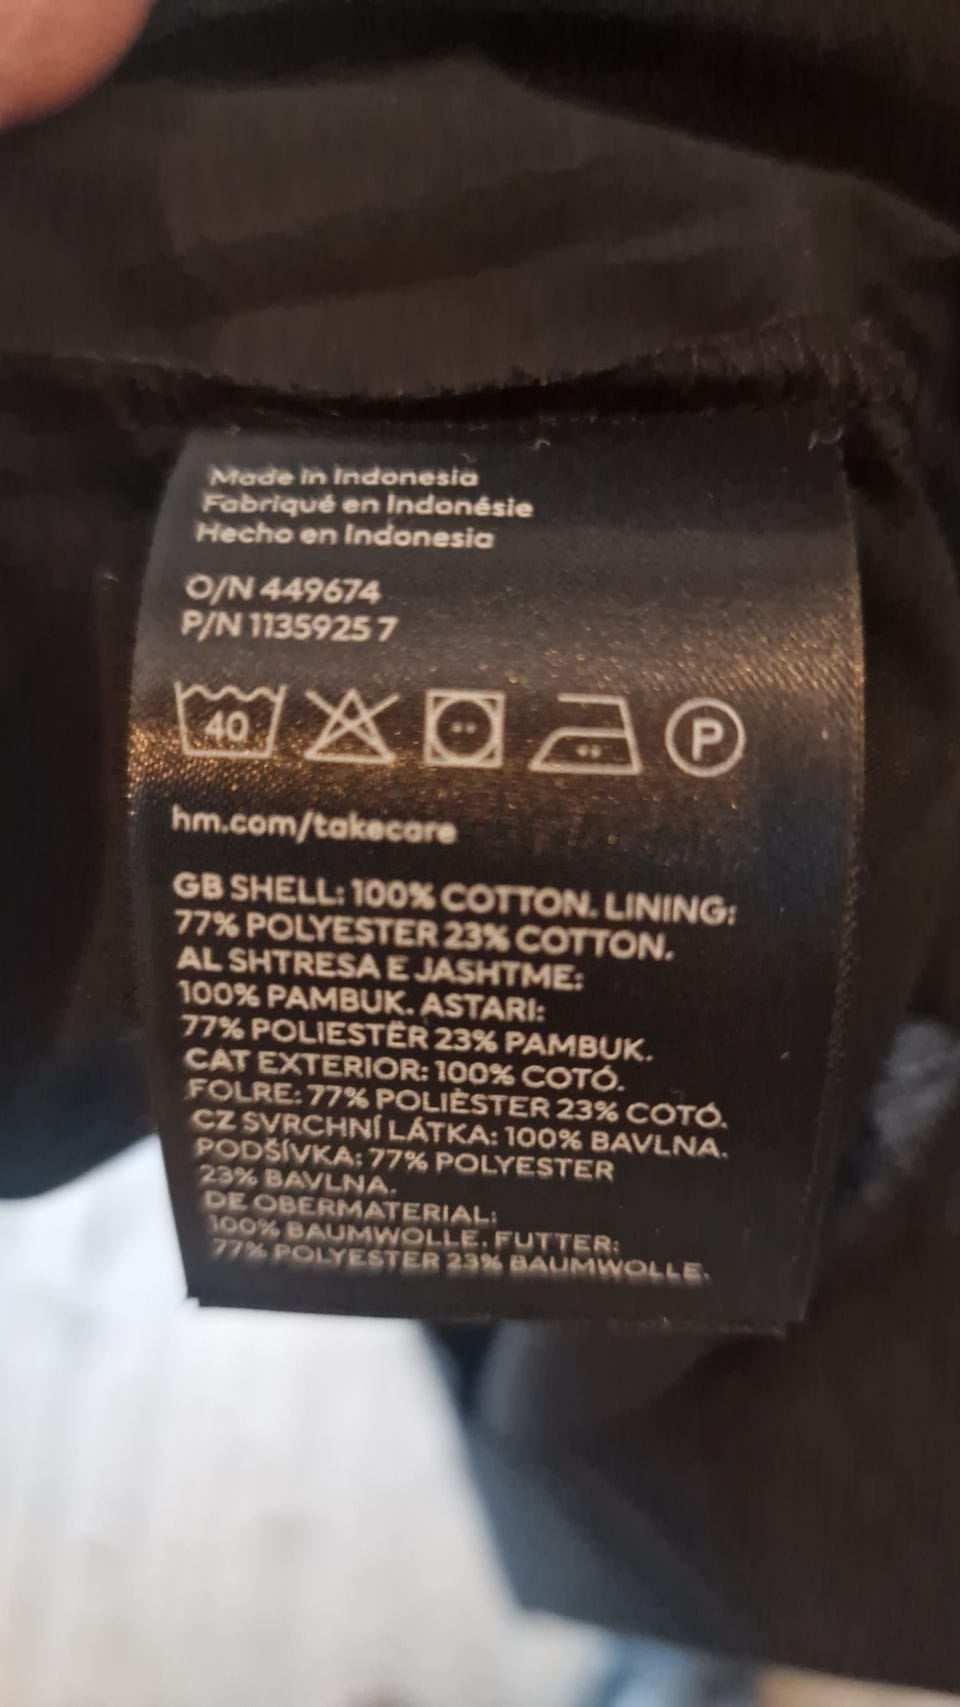 Made in Indonesia
Fabriqué en Indonésie
Hecho en Indonesia
O/N 449674
P/N 1135925 7
40 P
hm.com/takecare
GB SHELL: 100% COTTON. LINING:
77% POLYESTER 23% COTTON.
AL SHTRESA E JASHTME:
100% PAMBUK. ASTARI:
77% POLIESTËR 23% PAMBUK.
CAT EXTERIOR: 100% COTÓ.
FOLRE: 77% POLIÈSTER 23% COTÓ.
CZ SVRCHNÍ LÁTKA: 100% BAVLNA.
PODŠÍVKA: 77% POLYESTER
23% BAVLNA.
DE OBERMATERIAL:
100% BAUMWOLLE. FUTTER:
77% POLYESTER 23% BAUMWOLLE.